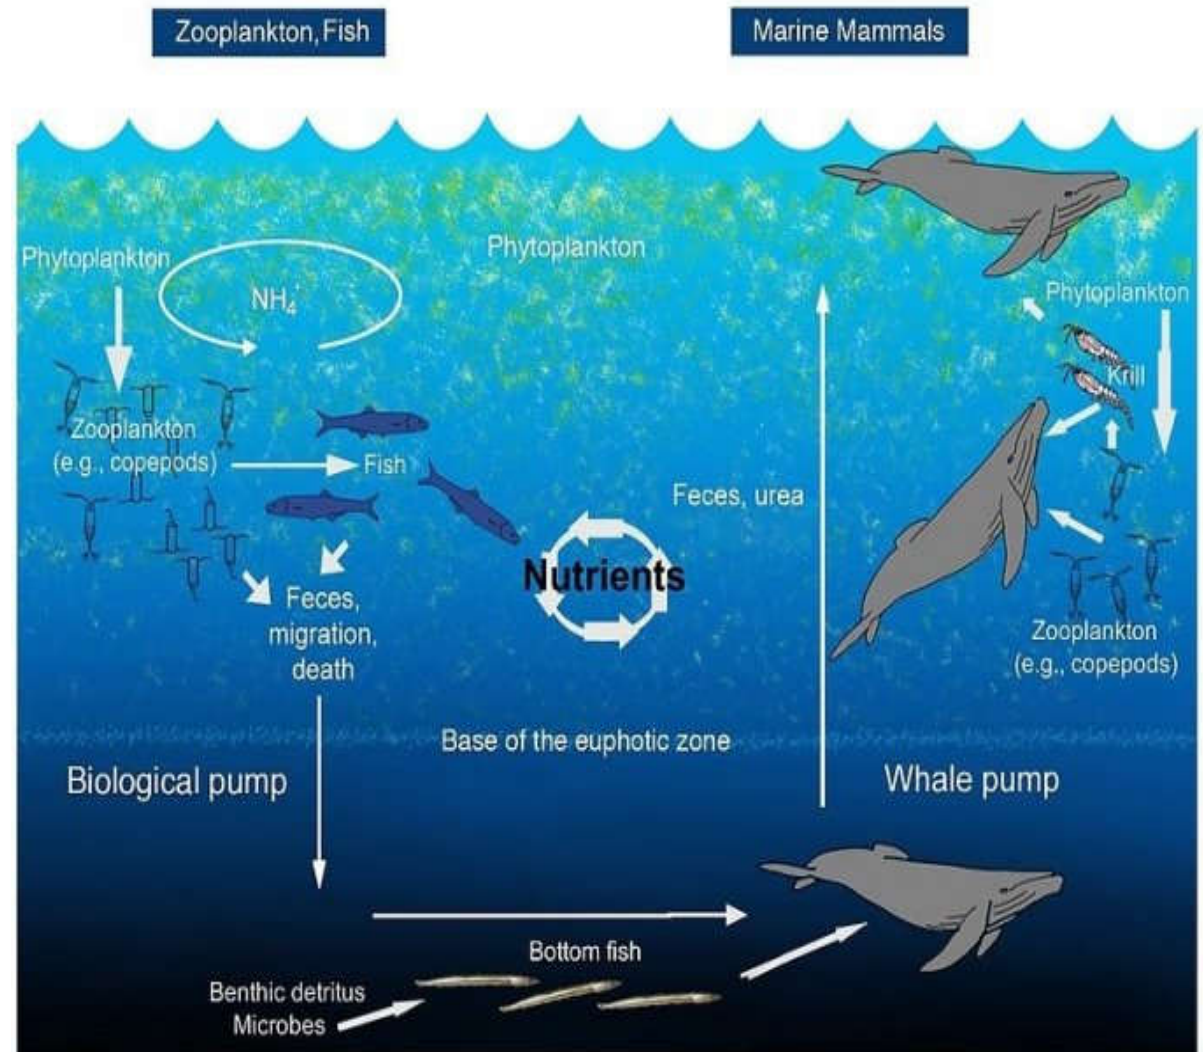 Zooplankton, Fish
Marine Mammals
Phytoplankton
NH₄⁺
Phytoplankton
Phytoplankton
Krill
Zooplankton
(e.g., copepods)
Fish
Feces, urea
Nutrients
Feces,
migration,
death
Zooplankton
(e.g., copepods)
Base of the euphotic zone
Biological pump
Whale pump
Bottom fish
Benthic detritus
Microbes